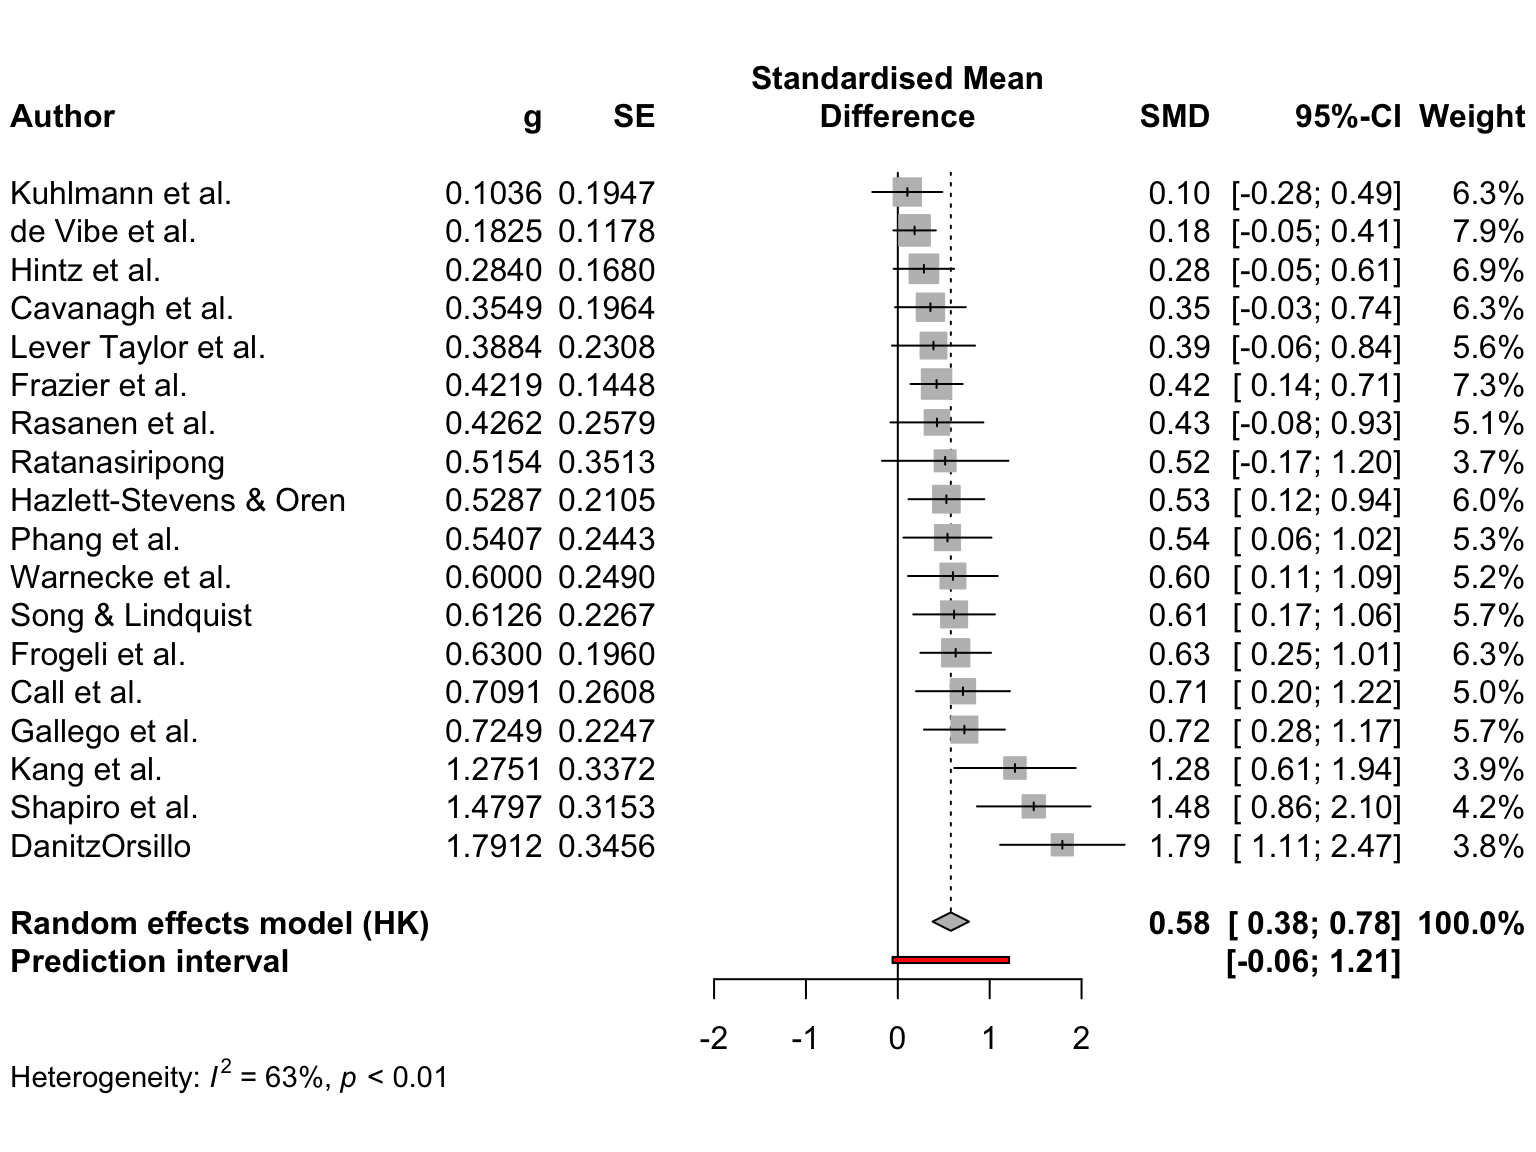 Standardised Mean
Author g SE Difference SMD 95%-CI Weight
Kuhlmann et al. 0.1036 0.1947 0.10 [-0.28; 0.49] 6.3%
de Vibe et al. 0.1825 0.1178 0.18 [-0.05; 0.41] 7.9%
Hintz et al. 0.2840 0.1680 0.28 [-0.05; 0.61] 6.9%
Cavanagh et al. 0.3549 0.1964 0.35 [-0.03; 0.74] 6.3%
Lever Taylor et al. 0.3884 0.2308 0.39 [-0.06; 0.84] 5.6%
Frazier et al. 0.4219 0.1448 0.42 [ 0.14; 0.71] 7.3%
Rasanen et al. 0.4262 0.2579 0.43 [-0.08; 0.93] 5.1%
Ratanasiripong 0.5154 0.3513 0.52 [-0.17; 1.20] 3.7%
Hazlett-Stevens & Oren 0.5287 0.2105 0.53 [ 0.12; 0.94] 6.0%
Phang et al. 0.5407 0.2443 0.54 [ 0.06; 1.02] 5.3%
Warnecke et al. 0.6000 0.2490 0.60 [ 0.11; 1.09] 5.2%
Song & Lindquist 0.6126 0.2267 0.61 [ 0.17; 1.06] 5.7%
Frogeli et al. 0.6300 0.1960 0.63 [ 0.25; 1.01] 6.3%
Call et al. 0.7091 0.2608 0.71 [ 0.20; 1.22] 5.0%
Gallego et al. 0.7249 0.2247 0.72 [ 0.28; 1.17] 5.7%
Kang et al. 1.2751 0.3372 1.28 [ 0.61; 1.94] 3.9%
Shapiro et al. 1.4797 0.3153 1.48 [ 0.86; 2.10] 4.2%
DanitzOrsillo 1.7912 0.3456 1.79 [ 1.11; 2.47] 3.8%
Random effects model (HK) 0.58 [ 0.38; 0.78] 100.0%
Prediction interval [-0.06; 1.21]
-2 -1 0 1 2
Heterogeneity: I² = 63%, p < 0.01